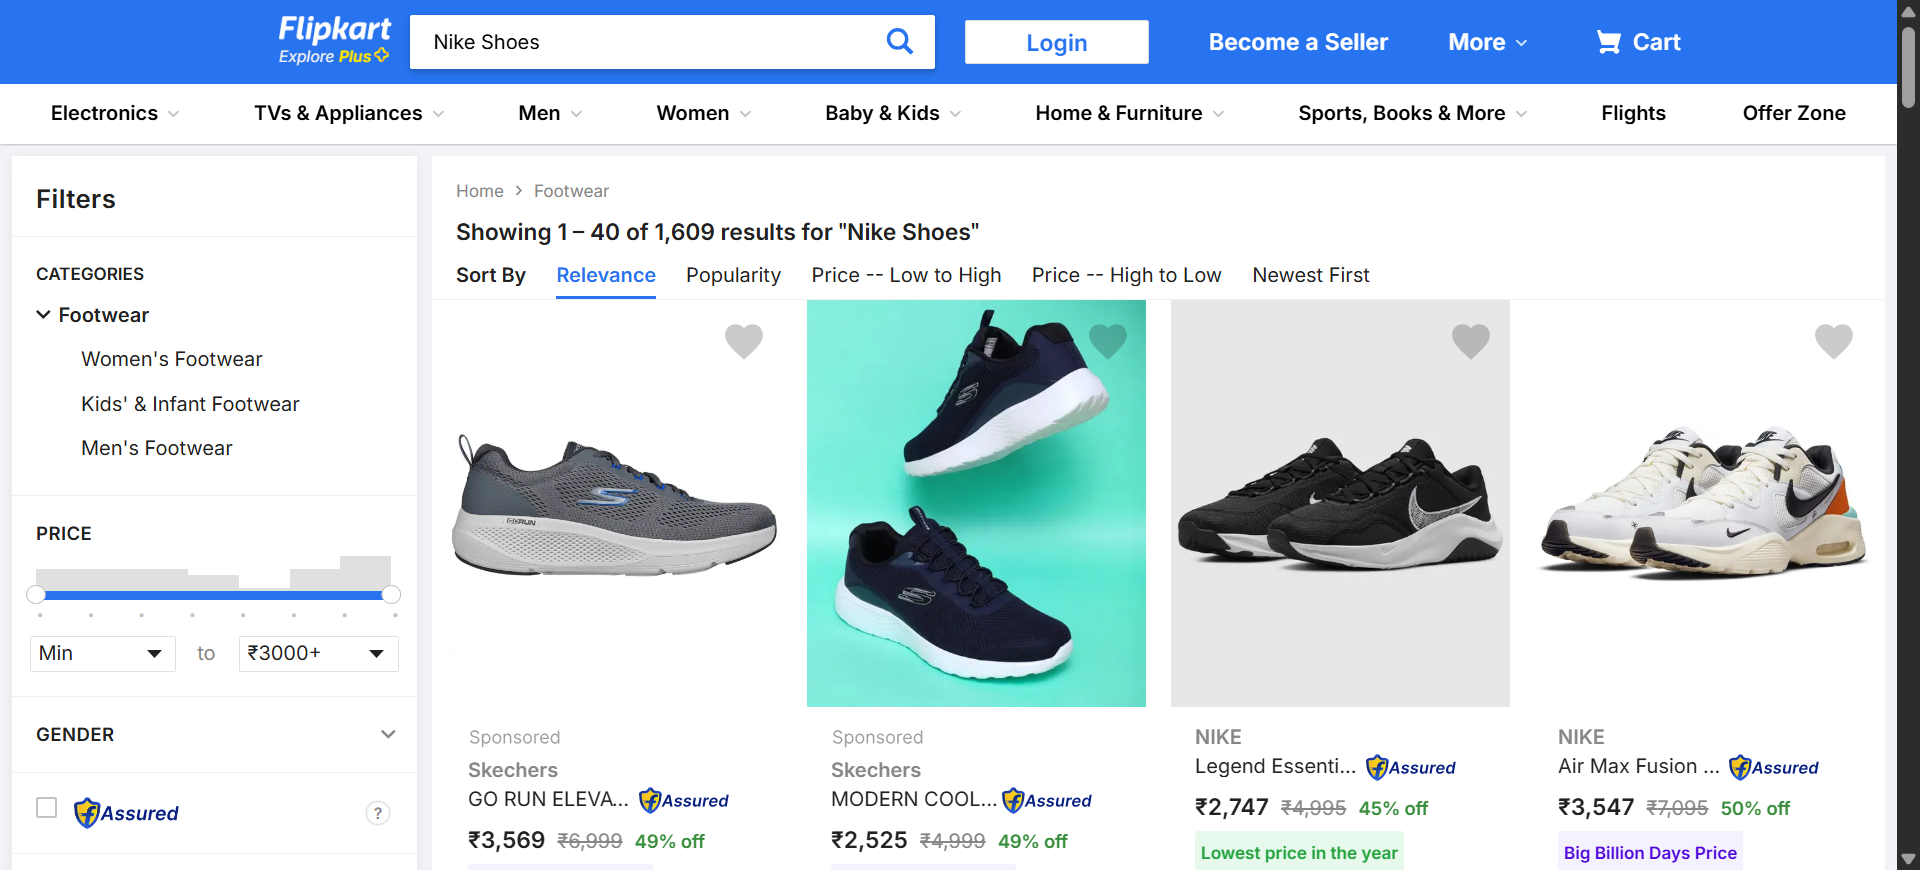 Flipkart
Explore Plus
Nike Shoes
Login
Become a Seller
More
Cart
Electronics
TVs & Appliances
Men
Women
Baby & Kids
Home & Furniture
Sports, Books & More
Flights
Offer Zone
Filters
CATEGORIES
Footwear
Women's Footwear
Kids' & Infant Footwear
Men's Footwear
PRICE
Min
to
₹3000+
GENDER
Assured
?
Home
Footwear
Showing 1 – 40 of 1,609 results for "Nike Shoes"
Sort By
Relevance
Popularity
Price -- Low to High
Price -- High to Low
Newest First
GO RUN
Sponsored
Skechers
GO RUN ELEVA...
Assured
₹3,569 ₹6,999 49% off
Sponsored
Skechers
MODERN COOL...
Assured
₹2,525 ₹4,999 49% off
NIKE
Legend Essenti...
Assured
₹2,747 ₹4,995 45% off
Lowest price in the year
NIKE
Air Max Fusion ...
Assured
₹3,547 ₹7,095 50% off
Big Billion Days Price